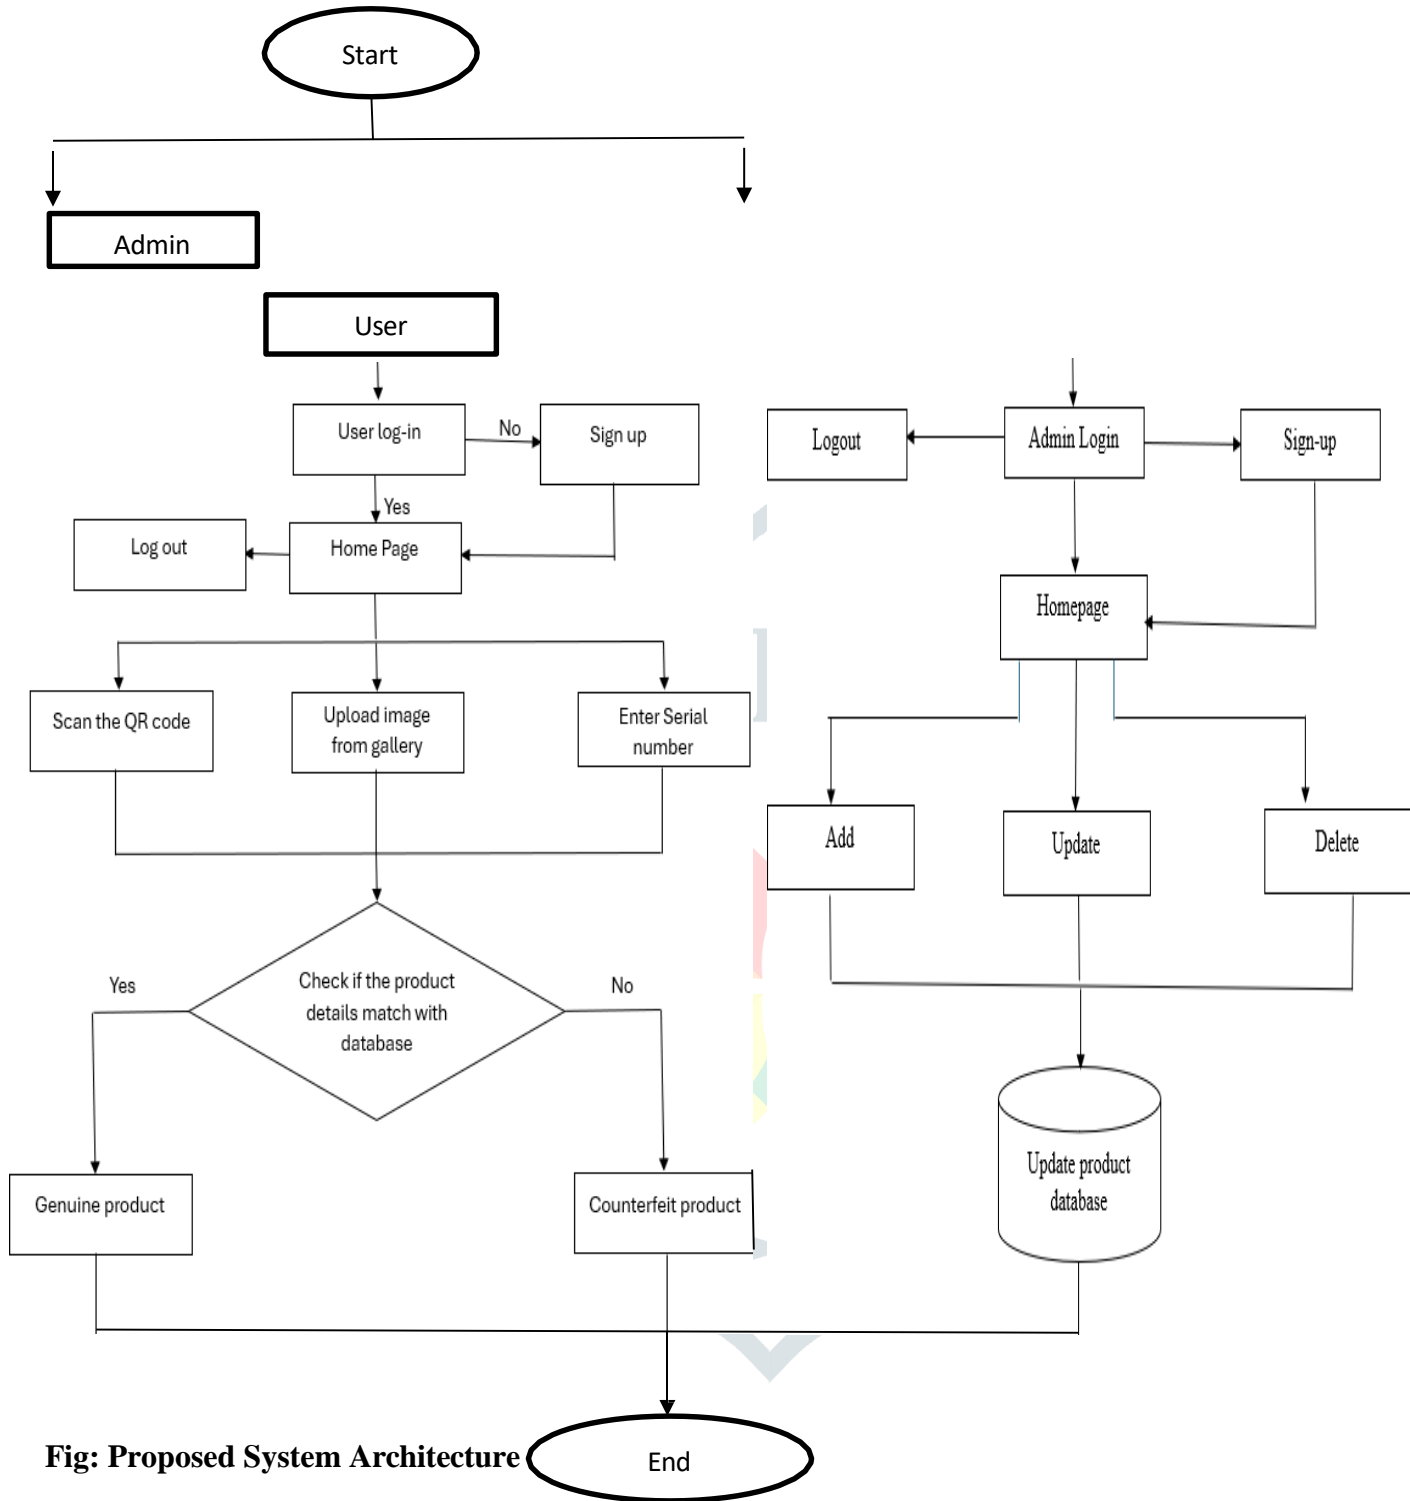 Start
Admin
User
User log-in
No
Sign up
Yes
Log out
Home Page
Scan the QR code
Upload image
from gallery
Enter Serial
number
Check if the product
details match with
database
Yes
No
Genuine product
Counterfeit product
Logout
Admin Login
Sign-up
Homepage
Add
Update
Delete
Update product
database
Fig: Proposed System Architecture
End